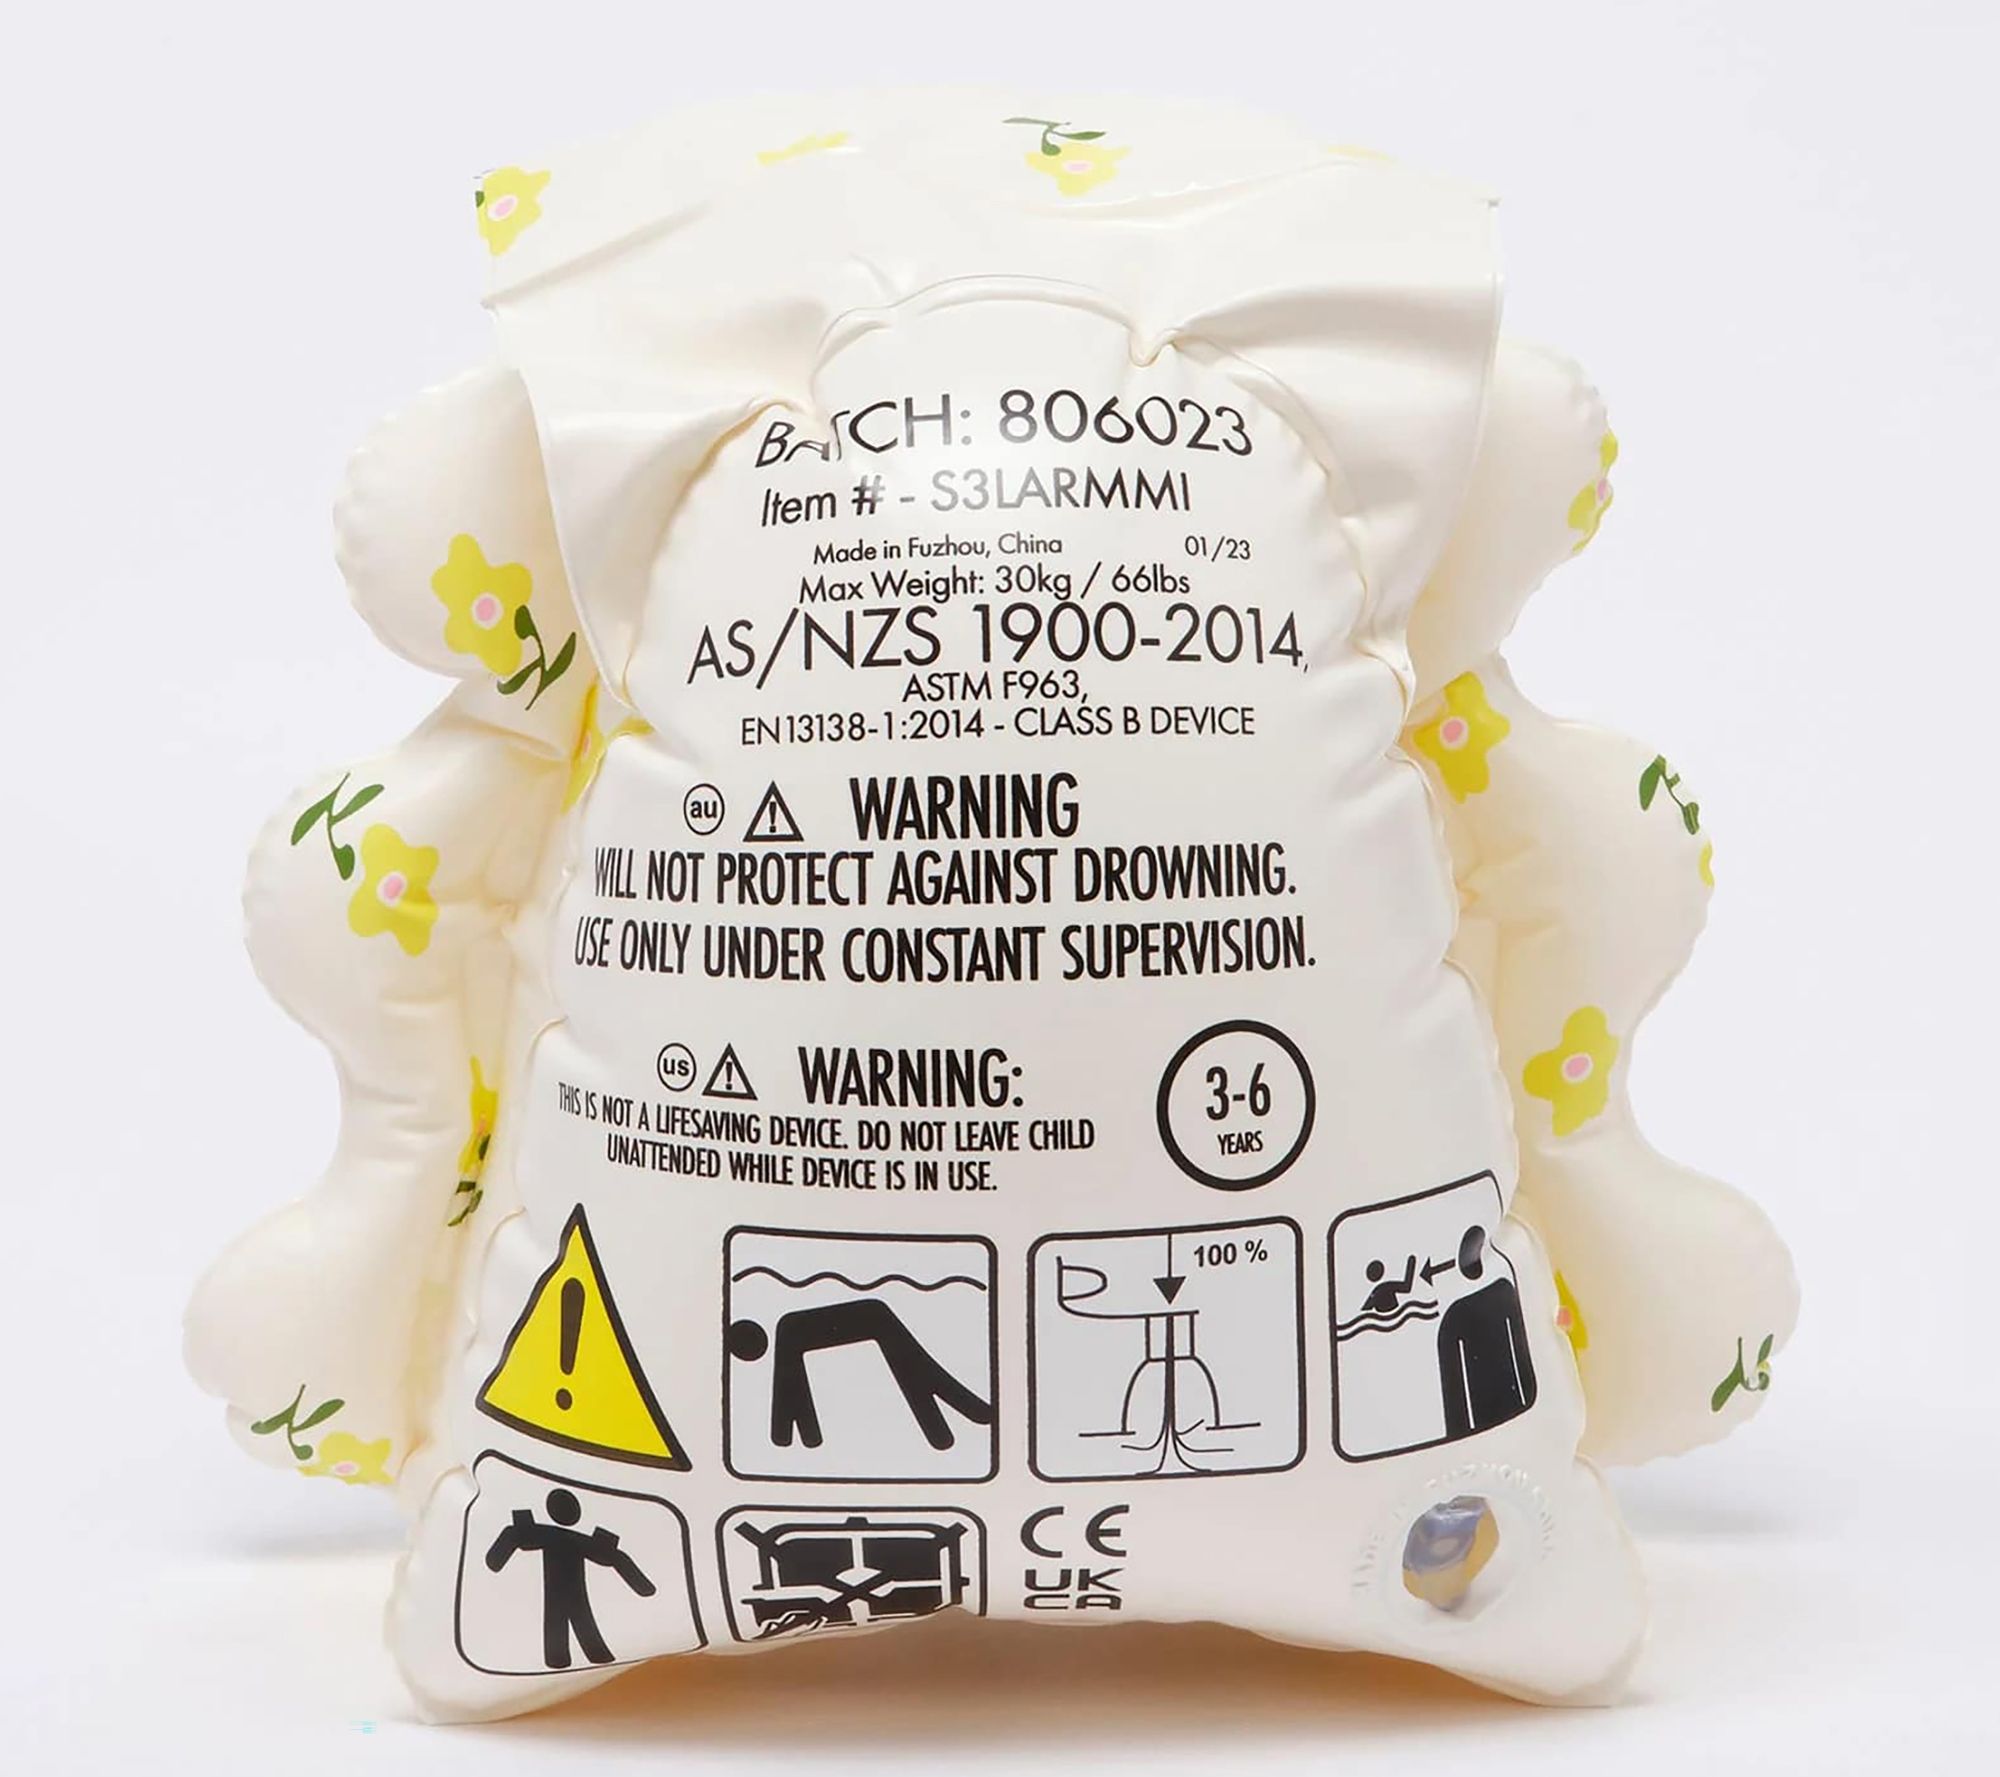 BATCH: 806023
Item # - S3LARMMI
Made in Fuzhou, China 01/23
Max Weight: 30kg / 66lbs
AS/NZS 1900-2014,
ASTM F963,
EN13138-1:2014 - CLASS B DEVICE
au WARNING
WILL NOT PROTECT AGAINST DROWNING.
USE ONLY UNDER CONSTANT SUPERVISION.
us WARNING:
THIS IS NOT A LIFESAVING DEVICE. DO NOT LEAVE CHILD
UNATTENDED WHILE DEVICE IS IN USE.
3-6
YEARS
100 %
CE
UK
CA